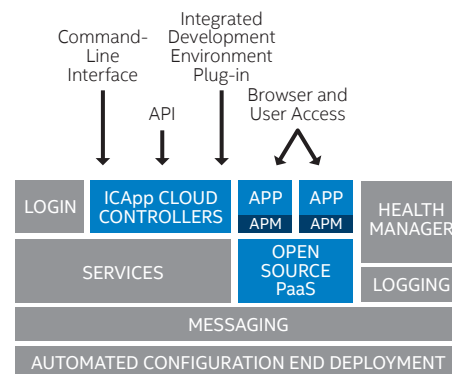 Command-
Line
Interface
API
Integrated
Development
Environment
Plug-in
Browser and
User Access
LOGIN
ICApp CLOUD
CONTROLLERS
APP
APM
APP
APM
HEALTH
MANAGER
SERVICES
OPEN
SOURCE
PaaS
LOGGING
MESSAGING
AUTOMATED CONFIGURATION END DEPLOYMENT